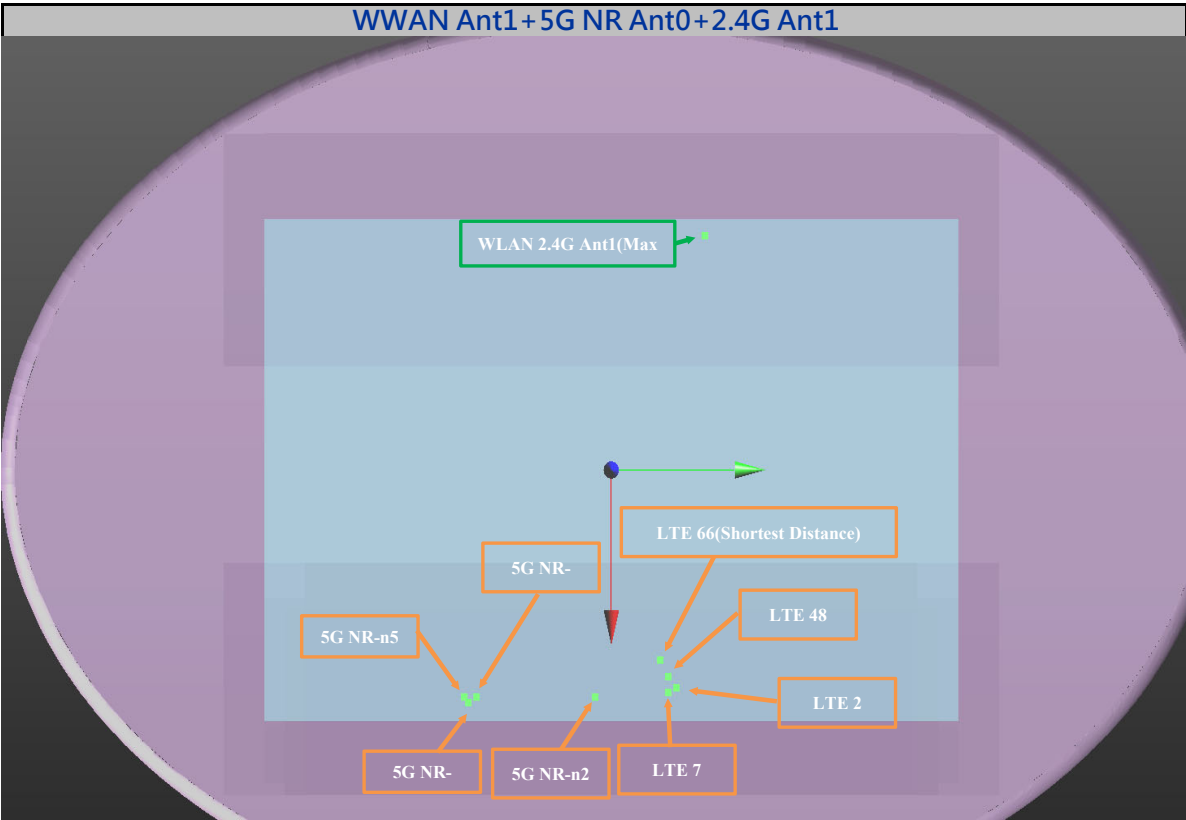 WWAN Ant1+5G NR Ant0+2.4G Ant1
WLAN 2.4G Ant1(Max
LTE 66(Shortest Distance)
5G NR-
LTE 48
5G NR-n5
LTE 2
5G NR-
5G NR-n2
LTE 7